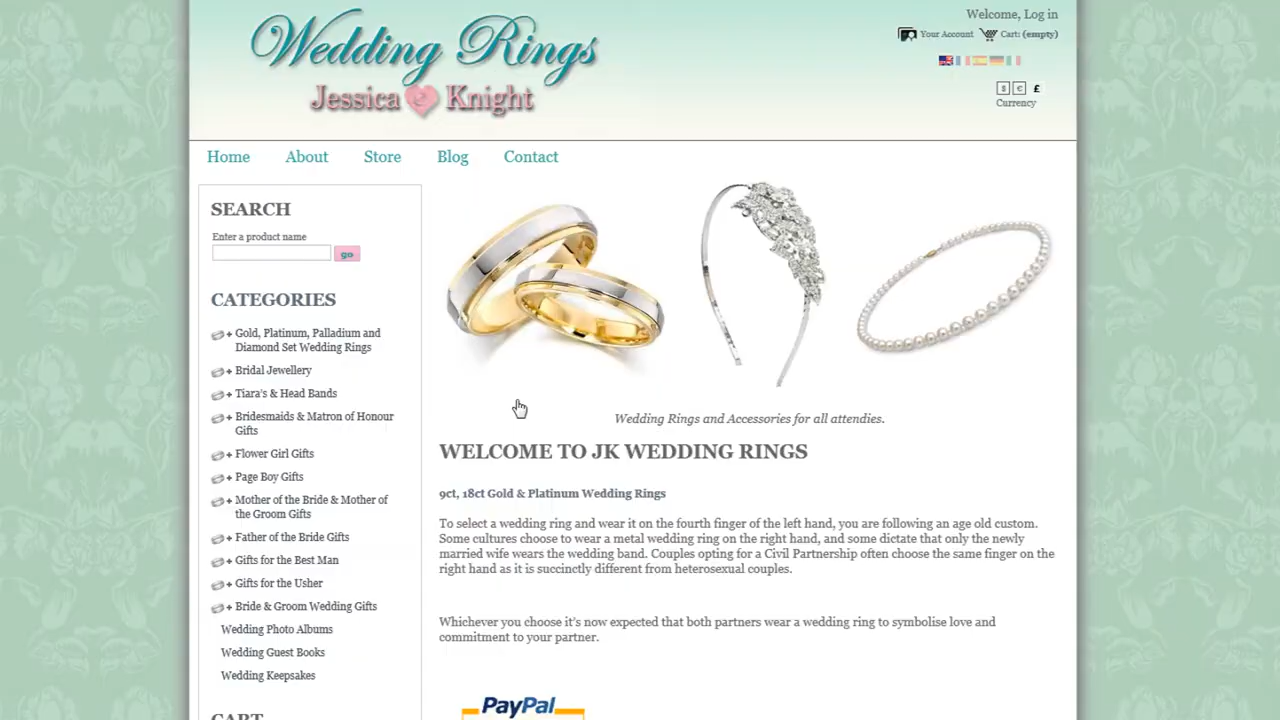 Wedding Rings
Jessica & Knight
Welcome, Log in
Your Account Cart: (empty)
$ € £
Currency
Home About Store Blog Contact
SEARCH
Enter a product name
go
CATEGORIES
+ Gold, Platinum, Palladium and
Diamond Set Wedding Rings
+ Bridal Jewellery
+ Tiara's & Head Bands
+ Bridesmaids & Matron of Honour
Gifts
+ Flower Girl Gifts
+ Page Boy Gifts
+ Mother of the Bride & Mother of
the Groom Gifts
+ Father of the Bride Gifts
+ Gifts for the Best Man
+ Gifts for the Usher
+ Bride & Groom Wedding Gifts
Wedding Photo Albums
Wedding Guest Books
Wedding Keepsakes
CART
Wedding Rings and Accessories for all attendies.
WELCOME TO JK WEDDING RINGS
9ct, 18ct Gold & Platinum Wedding Rings
To select a wedding ring and wear it on the fourth finger of the left hand, you are following an age old custom.
Some cultures choose to wear a metal wedding ring on the right hand, and some dictate that only the newly
married wife wears the wedding band. Couples opting for a Civil Partnership often choose the same finger on the
right hand as it is succinctly different from heterosexual couples.
Whichever you choose it's now expected that both partners wear a wedding ring to symbolise love and
commitment to your partner.
PayPal